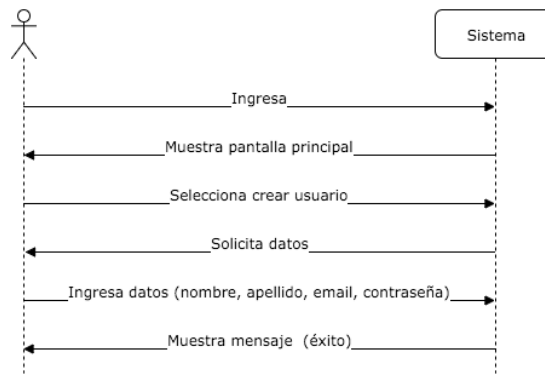 Sistema
Ingresa
Muestra pantalla principal
Selecciona crear usuario
Solicita datos
Ingresa datos (nombre, apellido, email, contraseña)
Muestra mensaje (éxito)